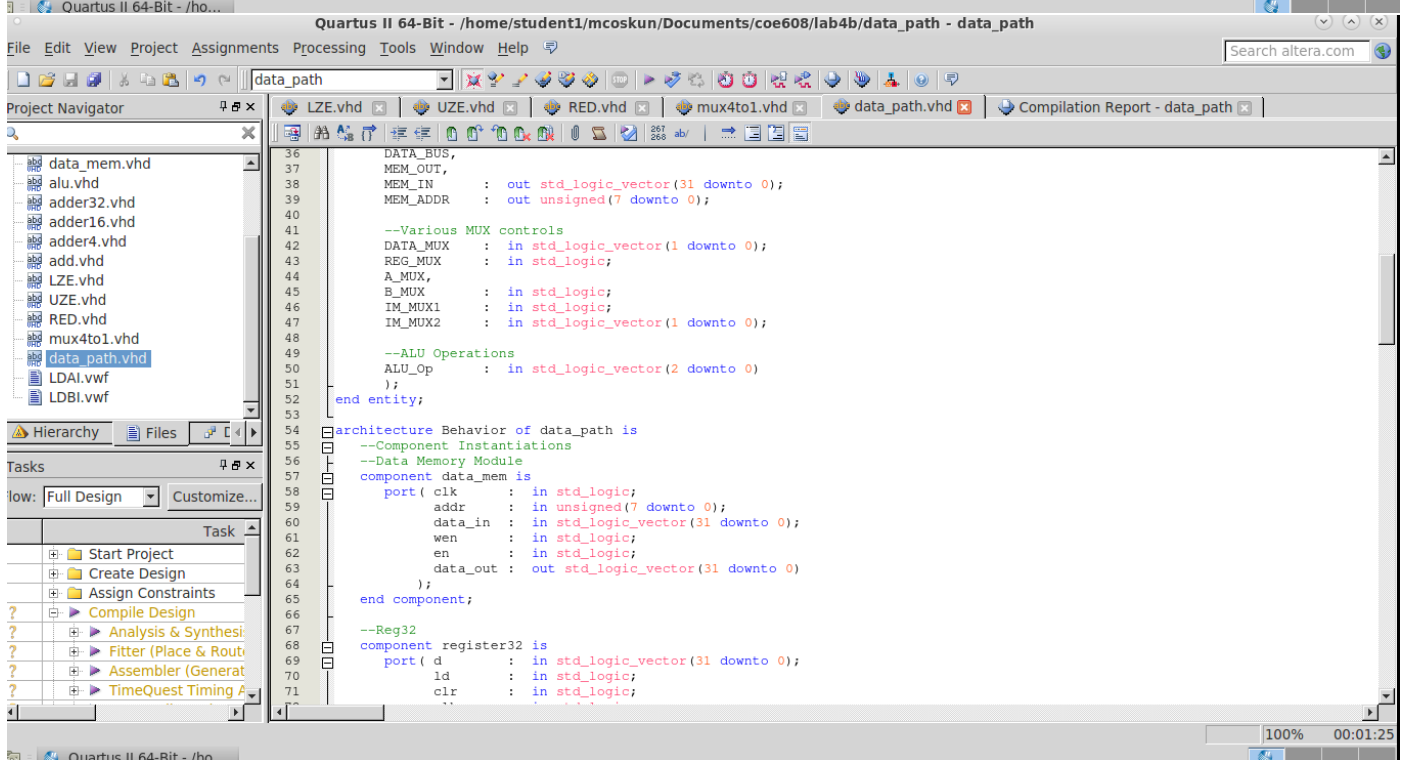 Quartus II 64-Bit - /ho...
Quartus II 64-Bit - /home/student1/mcoskun/Documents/coe608/lab4b/data_path - data_path
File Edit View Project Assignments Processing Tools Window Help
Search altera.com
data_path
Project Navigator
LZE.vhd UZE.vhd RED.vhd mux4to1.vhd data_path.vhd Compilation Report - data_path
267
268 ab/
data_mem.vhd
alu.vhd
adder32.vhd
adder16.vhd
adder4.vhd
add.vhd
LZE.vhd
UZE.vhd
RED.vhd
mux4to1.vhd
data_path.vhd
LDAI.vwf
LDBI.vwf
Hierarchy Files D
Tasks
low: Full Design Customize...
Task
Start Project
Create Design
Assign Constraints
? Compile Design
? Analysis & Synthesi
? Fitter (Place & Route
? Assembler (Generat
? TimeQuest Timing A
36 DATA_BUS,
37 MEM_OUT,
38 MEM_IN : out std_logic_vector(31 downto 0);
39 MEM_ADDR : out unsigned(7 downto 0);
40
41 --Various MUX controls
42 DATA_MUX : in std_logic_vector(1 downto 0);
43 REG_MUX : in std_logic;
44 A_MUX,
45 B_MUX : in std_logic;
46 IM_MUX1 : in std_logic;
47 IM_MUX2 : in std_logic_vector(1 downto 0);
48
49 --ALU Operations
50 ALU_Op : in std_logic_vector(2 downto 0)
51 );
52 end entity;
53
54 architecture Behavior of data_path is
55 --Component Instantiations
56 --Data Memory Module
57 component data_mem is
58 port( clk : in std_logic;
59 addr : in unsigned(7 downto 0);
60 data_in : in std_logic_vector(31 downto 0);
61 wen : in std_logic;
62 en : in std_logic;
63 data_out : out std_logic_vector(31 downto 0)
64 );
65 end component;
66
67 --Reg32
68 component register32 is
69 port( d : in std_logic_vector(31 downto 0);
70 ld : in std_logic;
71 clr : in std_logic;
100% 00:01:25
Quartus II 64-Bit - /ho